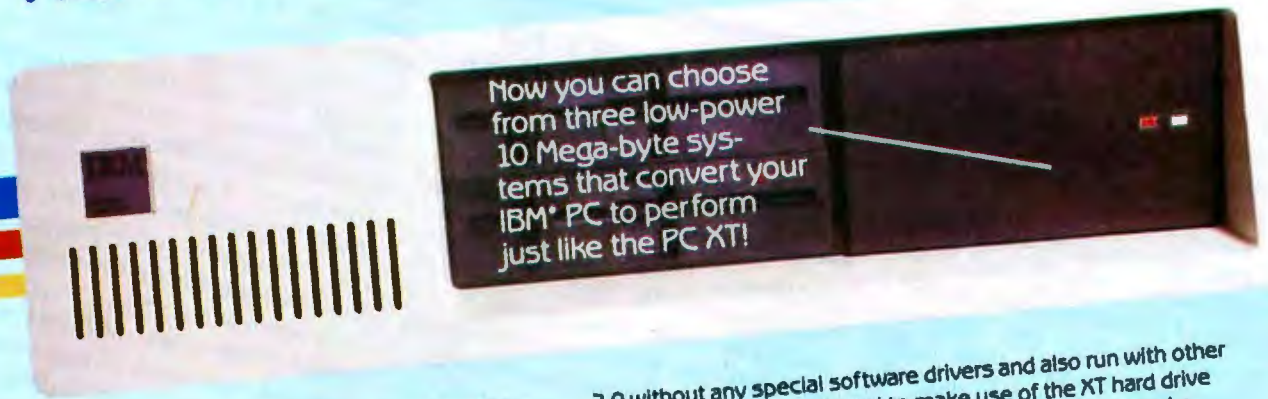 Now you can choose
from three low-power
10 Mega-byte sys-
tems that convert your
IBM* PC to perform
just like the PC XT!
without any special software drivers and also run with other
make use of the XT hard drive